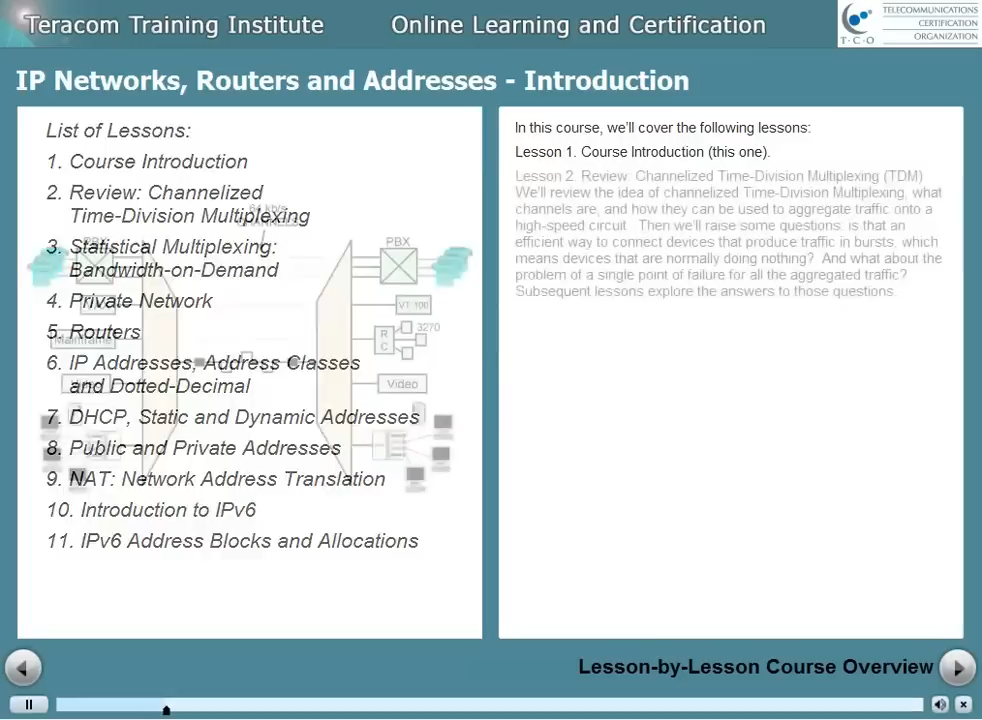 Teracom Training Institute
Online Learning and Certification
TELECOMMUNICATIONS
CERTIFICATION
ORGANIZATION
T·C·O
IP Networks, Routers and Addresses - Introduction
List of Lessons:
1. Course Introduction
2. Review: Channelized
Time-Division Multiplexing
3. Statistical Multiplexing:
Bandwidth-on-Demand
4. Private Network
5. Routers
6. IP Addresses, Address Classes
and Dotted-Decimal
7. DHCP, Static and Dynamic Addresses
8. Public and Private Addresses
9. NAT: Network Address Translation
10. Introduction to IPv6
11. IPv6 Address Blocks and Allocations
64 kb/s
CHANNELS
PBX
VT-100
R
C
3270
Mainframe
Video
In this course, we'll cover the following lessons:
Lesson 1. Course Introduction (this one).
Lesson 2. Review: Channelized Time-Division Multiplexing (TDM)
We'll review the idea of channelized Time-Division Multiplexing, what
channels are, and how they can be used to aggregate traffic onto a
high-speed circuit. Then we'll raise some questions: is that an
efficient way to connect devices that produce traffic in bursts, which
means devices that are normally doing nothing? And what about the
problem of a single point of failure for all the aggregated traffic?
Subsequent lessons explore the answers to those questions.
Lesson-by-Lesson Course Overview